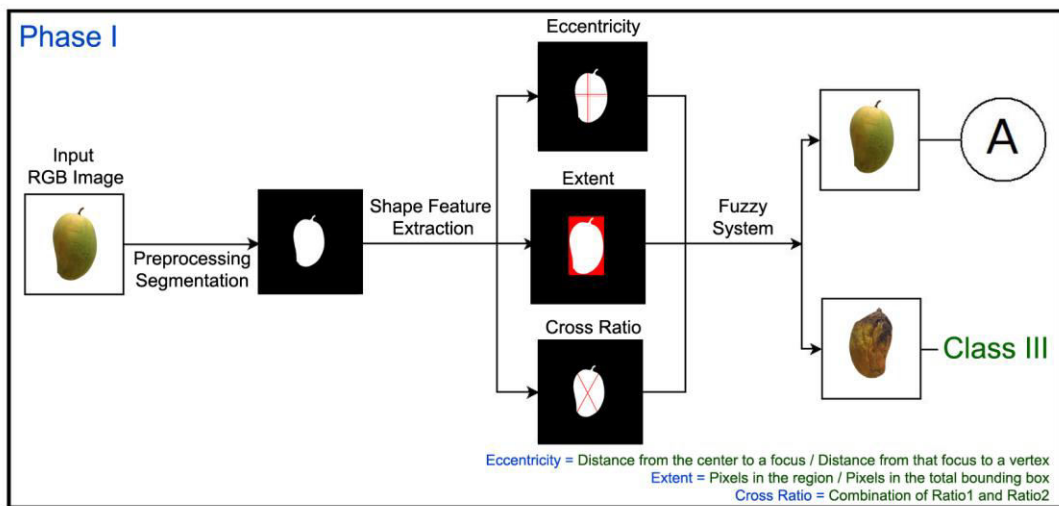 Phase I
Input
RGB Image
Preprocessing
Segmentation
Shape Feature
Extraction
Eccentricity
Extent
Cross Ratio
Fuzzy
System
A
Class III
Eccentricity = Distance from the center to a focus / Distance from that focus to a vertex
Extent = Pixels in the region / Pixels in the total bounding box
Cross Ratio = Combination of Ratio1 and Ratio2